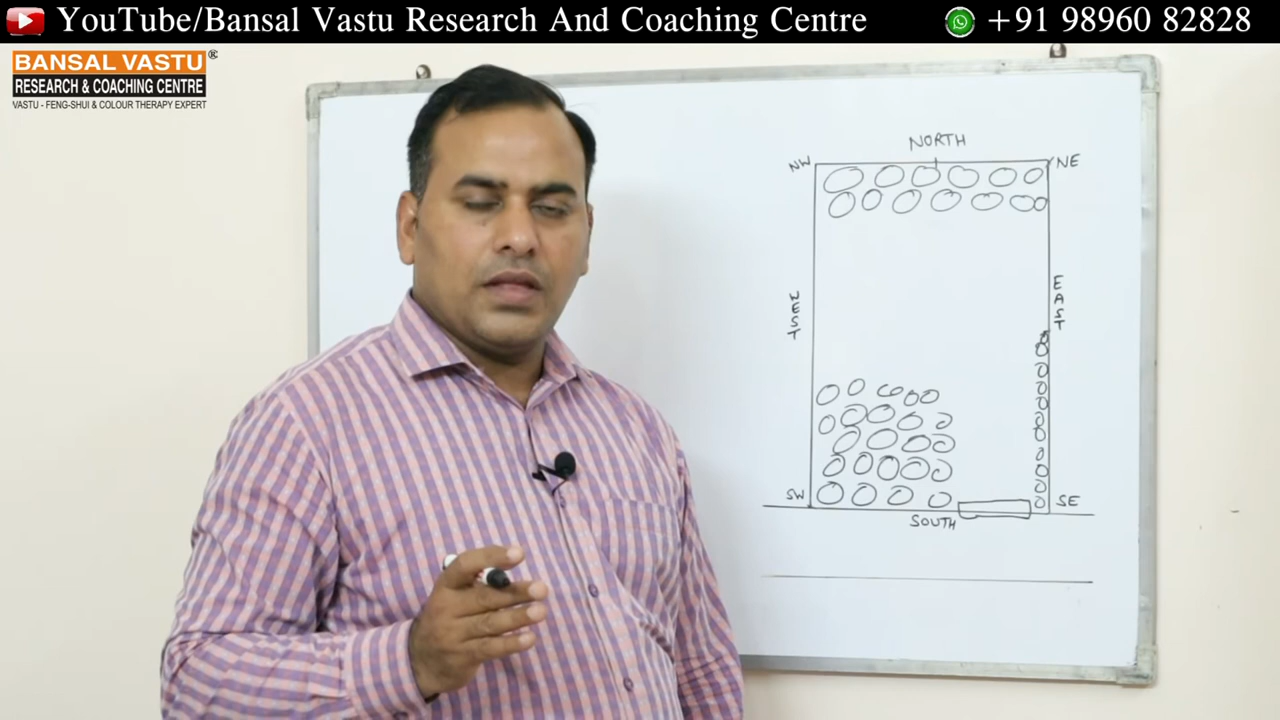 YouTube/Bansal Vastu Research And Coaching Centre
+91 98960 82828
BANSAL VASTU®
RESEARCH & COACHING CENTRE
VASTU - FENG-SHUI & COLOUR THERAPY EXPERT
NORTH
NW
NE
WEST
EAST
SW
SE
SOUTH